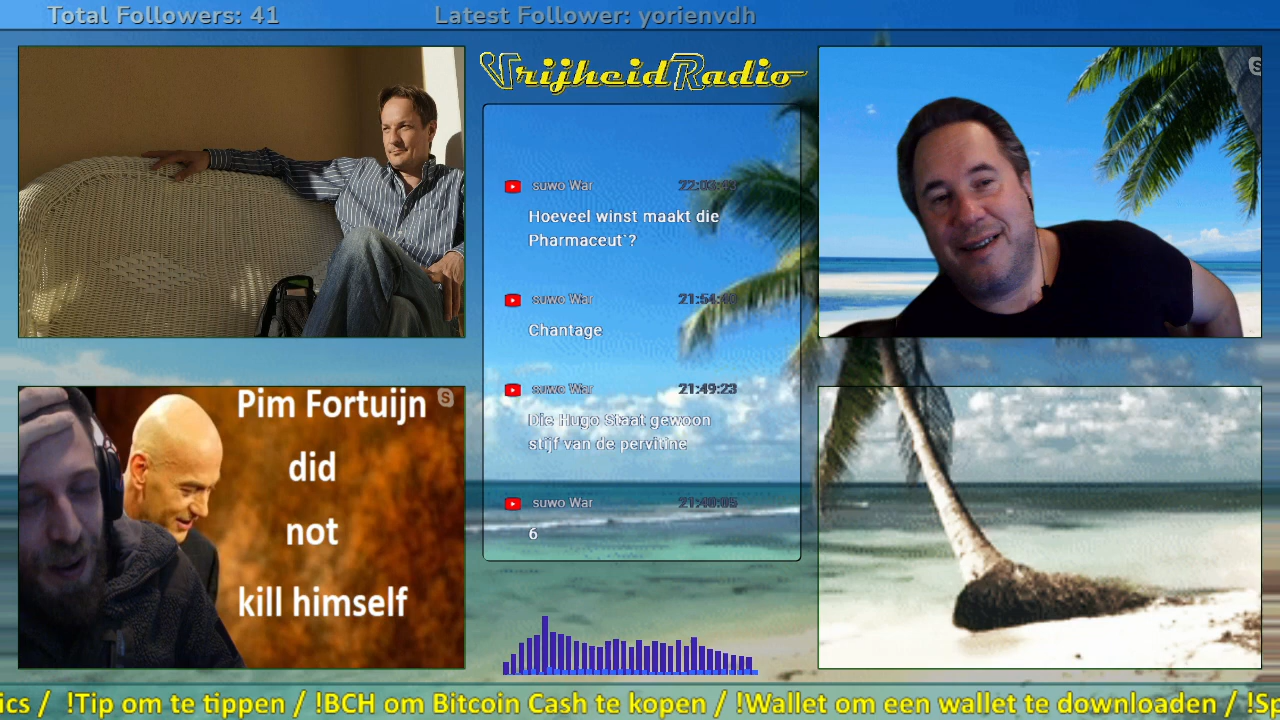 Total Followers: 41
Latest Follower: yorienvdh
VrijheidRadio
suwo War
Hoeveel winst maakt die
Pharmaceut`?
suwo War
Chantage
suwo War 21:49:23
Die Hugo Staat gewoon
stijf van de pervitine
suwo War 21:40:05
6
Pim Fortuijn
did
not
kill himself
ics / !Tip om te tippen / !BCH om Bitcoin Cash te kopen / !Wallet om een wallet te downloaden / !Sp